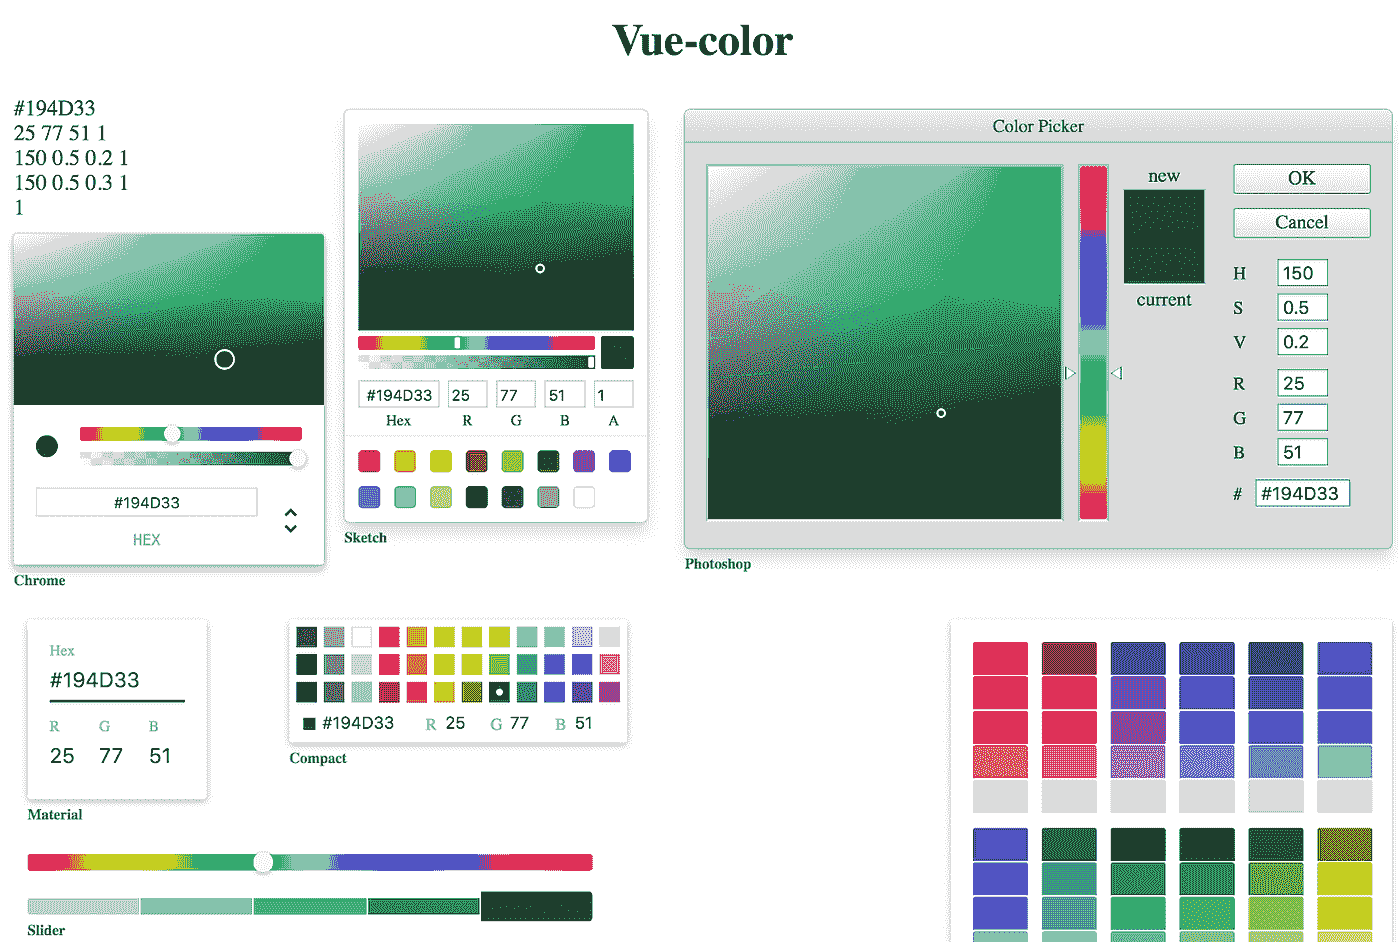 Vue-color
#194D33
25 77 51 1
150 0.5 0.2 1
150 0.5 0.3 1
1
#194D33
HEX
Chrome
#194D33 25 77 51 1
Hex R G B A
Sketch
Color Picker
new
current
OK
Cancel
H 150
S 0.5
V 0.2
R 25
G 77
B 51
# #194D33
Photoshop
Hex
#194D33
R G B
25 77 51
Material
#194D33 R 25 G 77 B 51
Compact
Slider